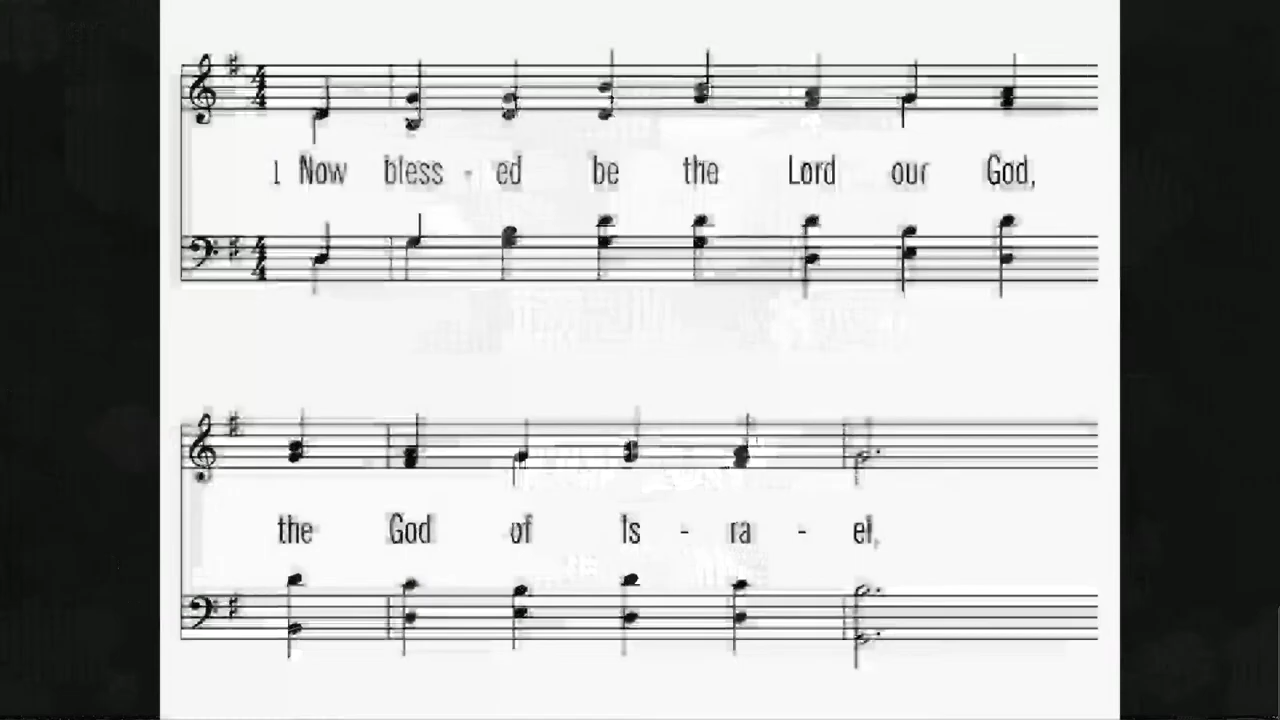 1 Now bless - ed be the Lord our God,
the God of Is - ra - el,